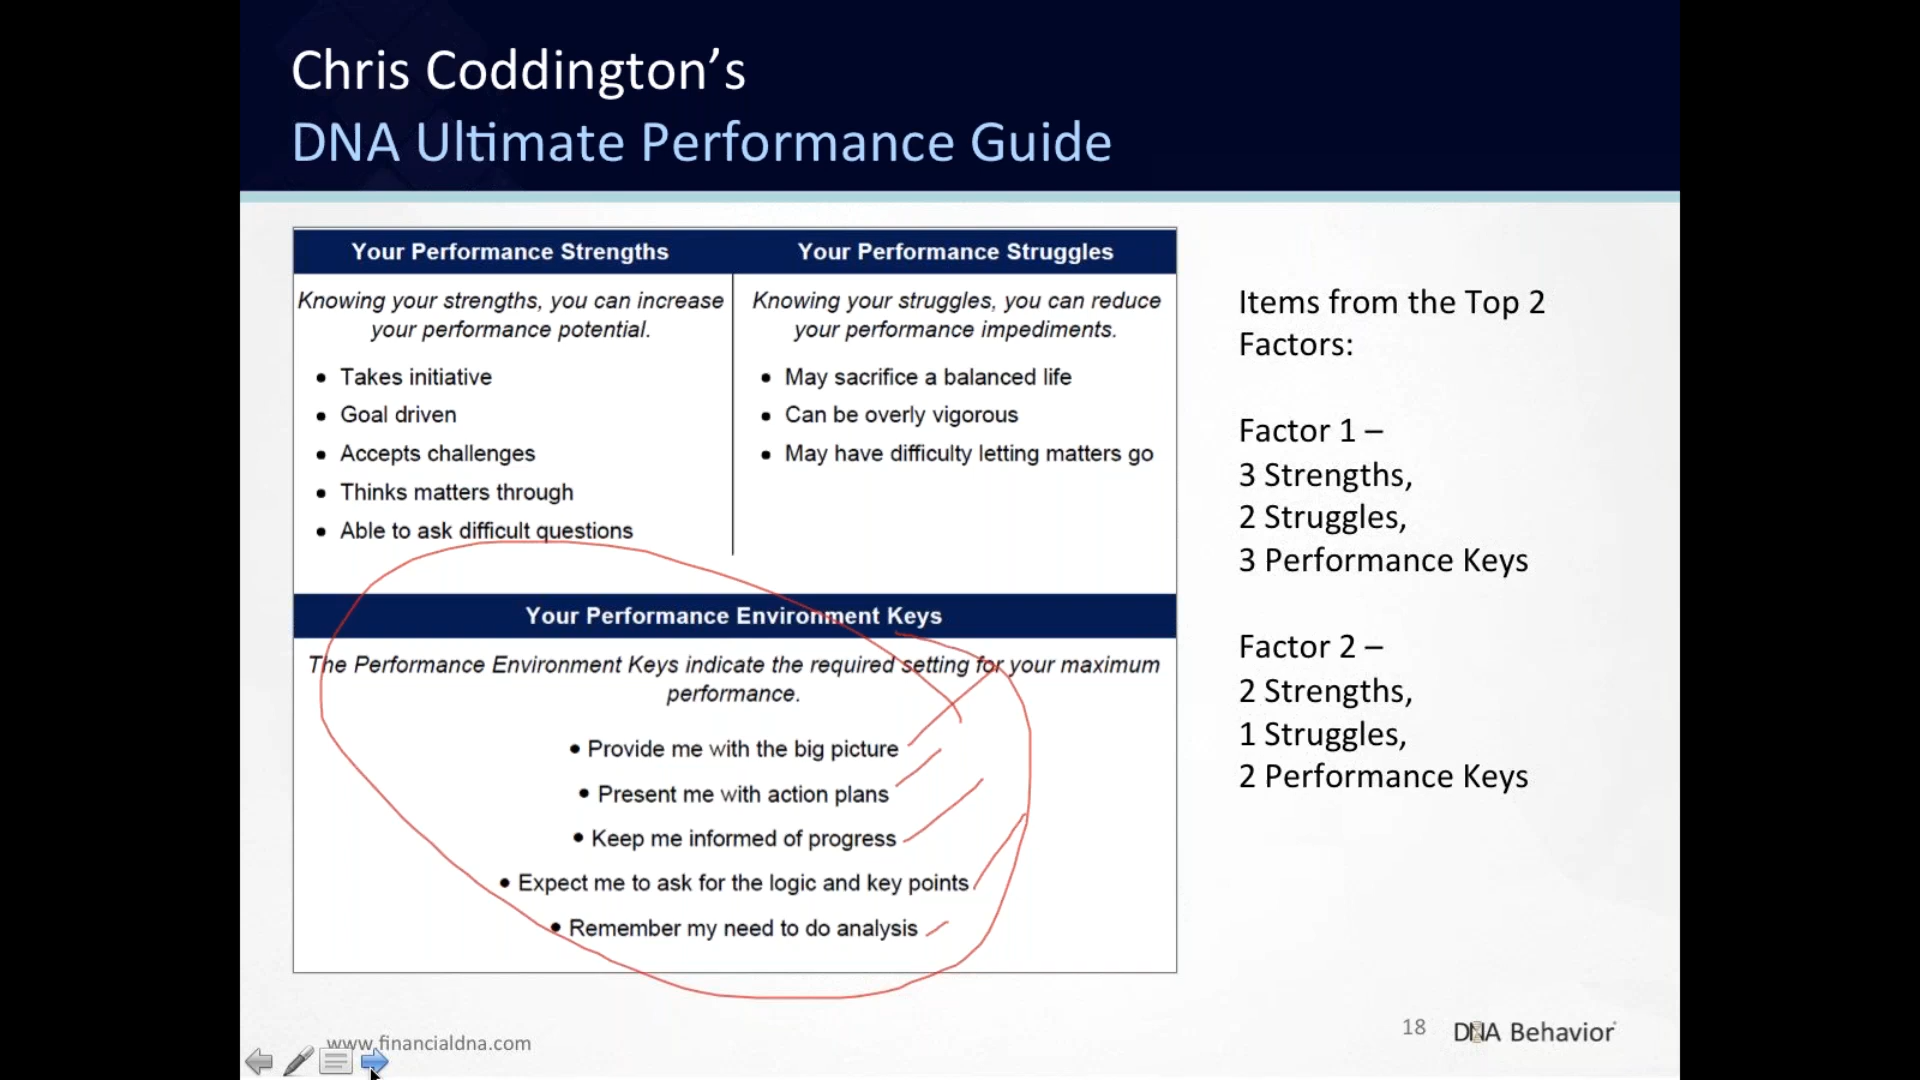 Chris Coddington’s
DNA Ultimate Performance Guide
Your Performance Strengths
Knowing your strengths, you can increase
your performance potential.
• Takes initiative
• Goal driven
• Accepts challenges
• Thinks matters through
• Able to ask difficult questions
Your Performance Struggles
Knowing your struggles, you can reduce
your performance impediments.
• May sacrifice a balanced life
• Can be overly vigorous
• May have difficulty letting matters go
Your Performance Environment Keys
The Performance Environment Keys indicate the required setting for your maximum
performance.
• Provide me with the big picture
• Present me with action plans
• Keep me informed of progress
• Expect me to ask for the logic and key points
• Remember my need to do analysis
Items from the Top 2
Factors:
Factor 1 –
3 Strengths,
2 Struggles,
3 Performance Keys
Factor 2 –
2 Strengths,
1 Struggles,
2 Performance Keys
www.financialdna.com
18
DNA Behavior